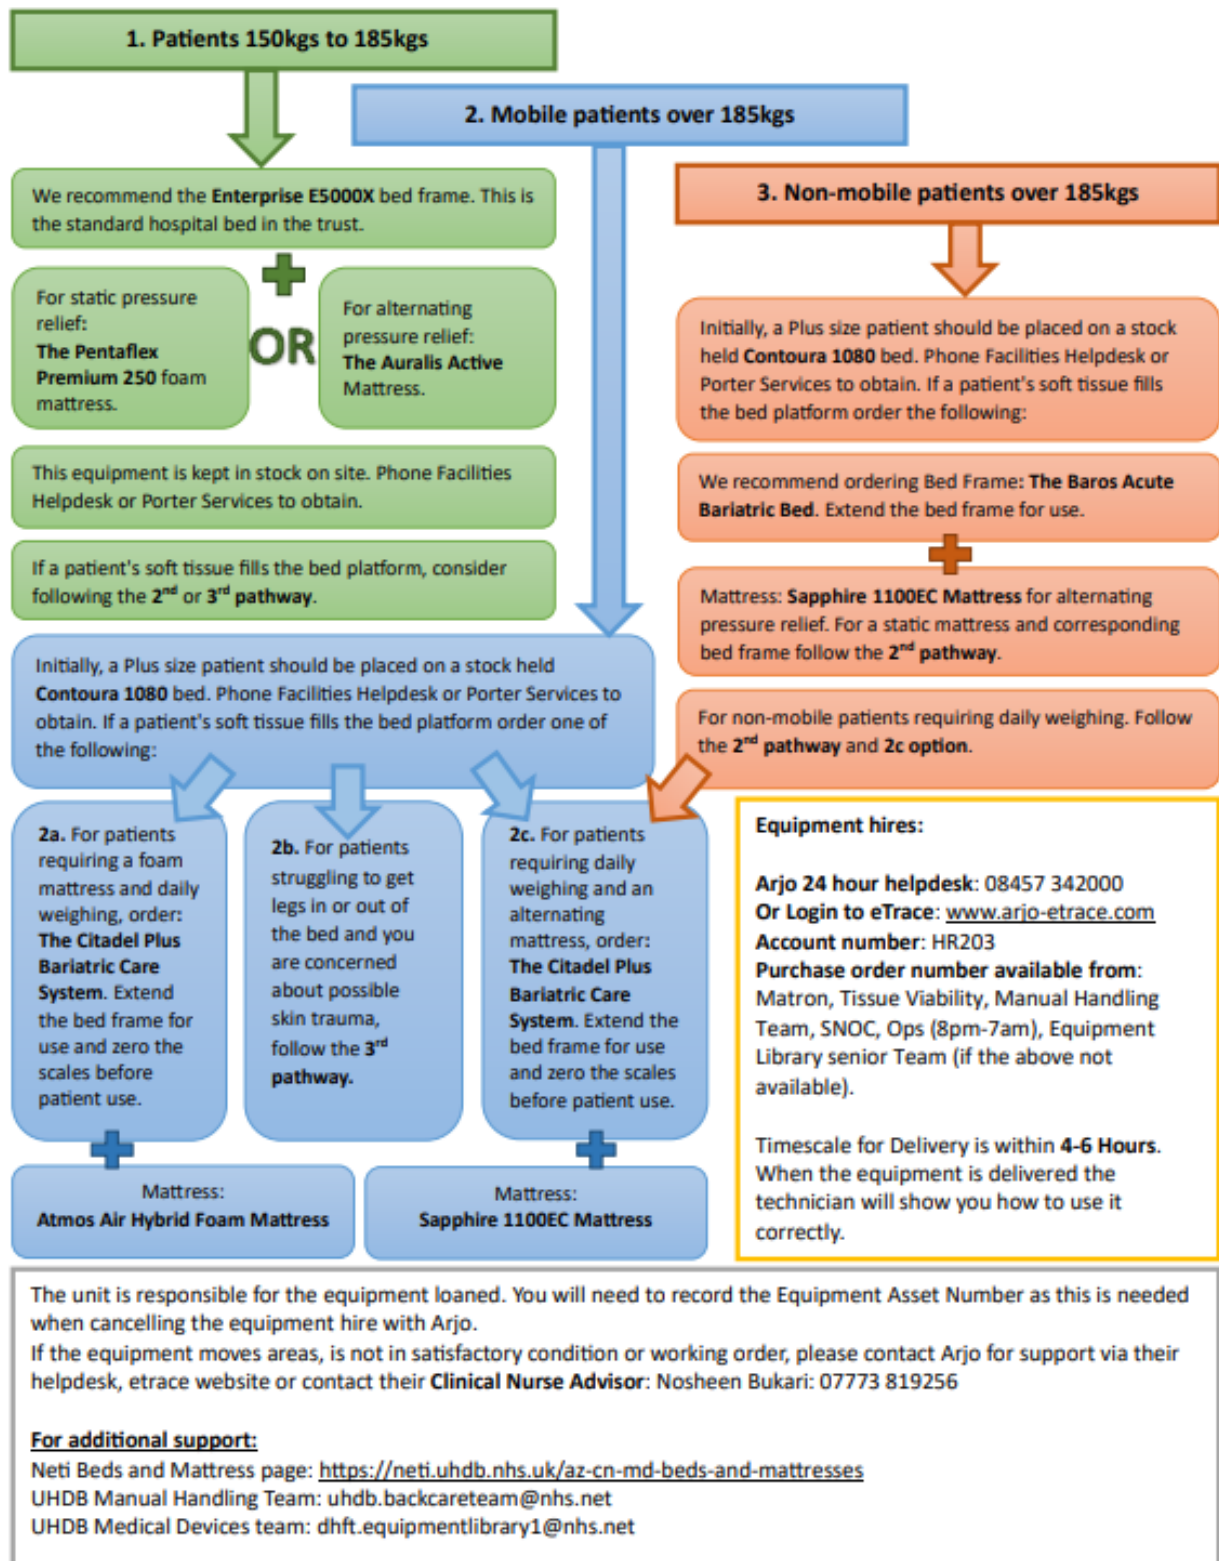 1. Patients 150kgs to 185kgs
2. Mobile patients over 185kgs
3. Non-mobile patients over 185kgs
We recommend the Enterprise E5000X bed frame. This is
the standard hospital bed in the trust.
For static pressure
relief:
The Pentaflex
Premium 250 foam
mattress.
OR
For alternating
pressure relief:
The Auralis Active
Mattress.
This equipment is kept in stock on site. Phone Facilities
Helpdesk or Porter Services to obtain.
If a patient's soft tissue fills the bed platform, consider
following the 2nd or 3rd pathway.
Initially, a Plus size patient should be placed on a stock
held Contoura 1080 bed. Phone Facilities Helpdesk or
Porter Services to obtain. If a patient's soft tissue fills
the bed platform order the following:
We recommend ordering Bed Frame: The Baros Acute
Bariatric Bed. Extend the bed frame for use.
Mattress: Sapphire 1100EC Mattress for alternating
pressure relief. For a static mattress and corresponding
bed frame follow the 2nd pathway.
For non-mobile patients requiring daily weighing. Follow
the 2nd pathway and 2c option.
Initially, a Plus size patient should be placed on a stock held
Contoura 1080 bed. Phone Facilities Helpdesk or Porter Services to
obtain. If a patient's soft tissue fills the bed platform order one of
the following:
2a. For patients
requiring a foam
mattress and daily
weighing, order:
The Citadel Plus
Bariatric Care
System. Extend
the bed frame for
use and zero the
scales before
patient use.
2b. For patients
struggling to get
legs in or out of
the bed and you
are concerned
about possible
skin trauma,
follow the 3rd
pathway.
2c. For patients
requiring daily
weighing and an
alternating
mattress, order:
The Citadel Plus
Bariatric Care
System. Extend the
bed frame for use
and zero the scales
before patient use.
Mattress:
Atmos Air Hybrid Foam Mattress
Mattress:
Sapphire 1100EC Mattress
Equipment hires:
Arjo 24 hour helpdesk: 08457 342000
Or Login to eTrace: www.arjo-etrace.com
Account number: HR203
Purchase order number available from:
Matron, Tissue Viability, Manual Handling
Team, SNOC, Ops (8pm-7am), Equipment
Library senior Team (if the above not
available).
Timescale for Delivery is within 4-6 Hours.
When the equipment is delivered the
technician will show you how to use it
correctly.
The unit is responsible for the equipment loaned. You will need to record the Equipment Asset Number as this is needed
when cancelling the equipment hire with Arjo.
If the equipment moves areas, is not in satisfactory condition or working order, please contact Arjo for support via their
helpdesk, etrace website or contact their Clinical Nurse Advisor: Nosheen Bukari: 07773 819256
For additional support:
Neti Beds and Mattress page: https://neti.uhdb.nhs.uk/az-cn-md-beds-and-mattresses
UHDB Manual Handling Team: uhdb.backcareteam@nhs.net
UHDB Medical Devices team: dhft.equipmentlibrary1@nhs.net